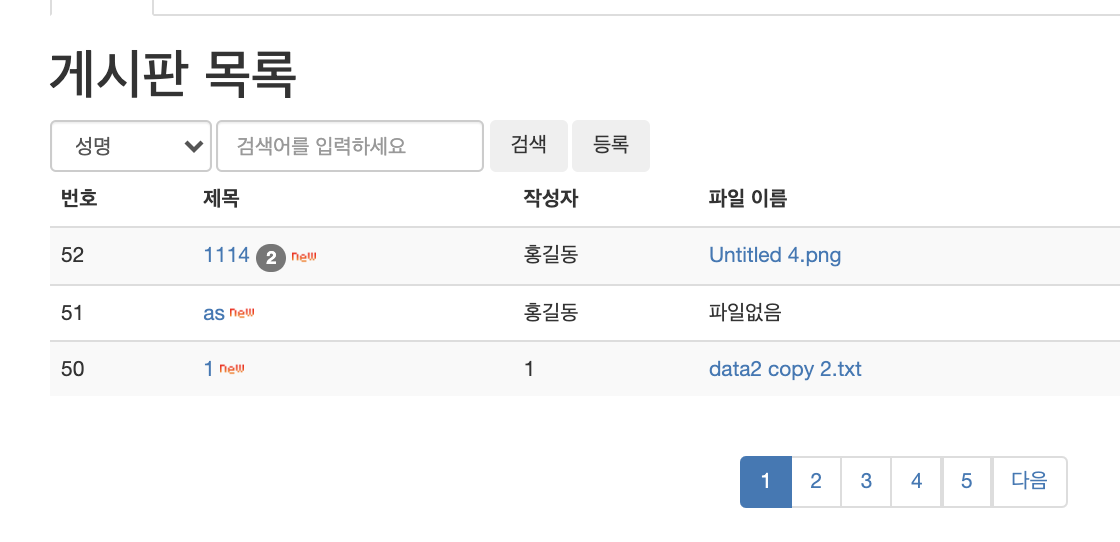 게시판 목록
성명 검색어를 입력하세요 검색 등록
번호 제목 작성자 파일 이름
52 1114 2 new 홍길동 Untitled 4.png
51 as new 홍길동 파일없음
50 1 new 1 data2 copy 2.txt
1 2 3 4 5 다음